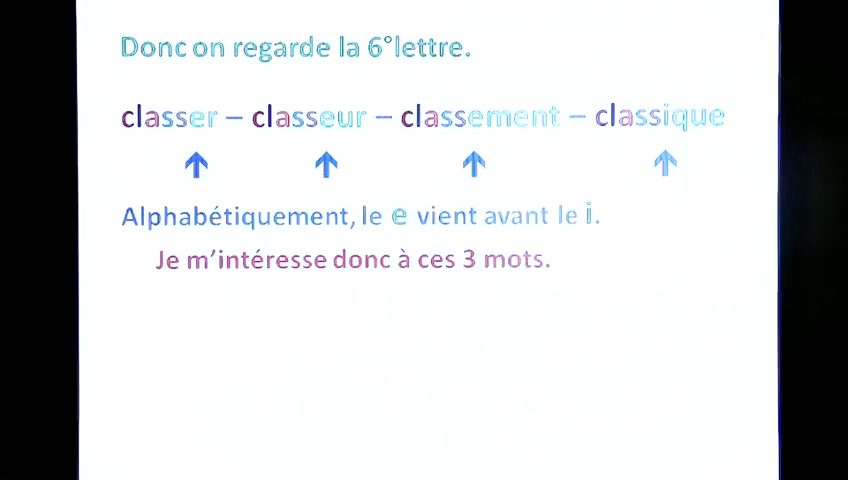 Donc on regarde la 6°lettre.
classer – classeur – classement – classique
Alphabétiquement, le e vient avant le i.
Je m’intéresse donc à ces 3 mots.